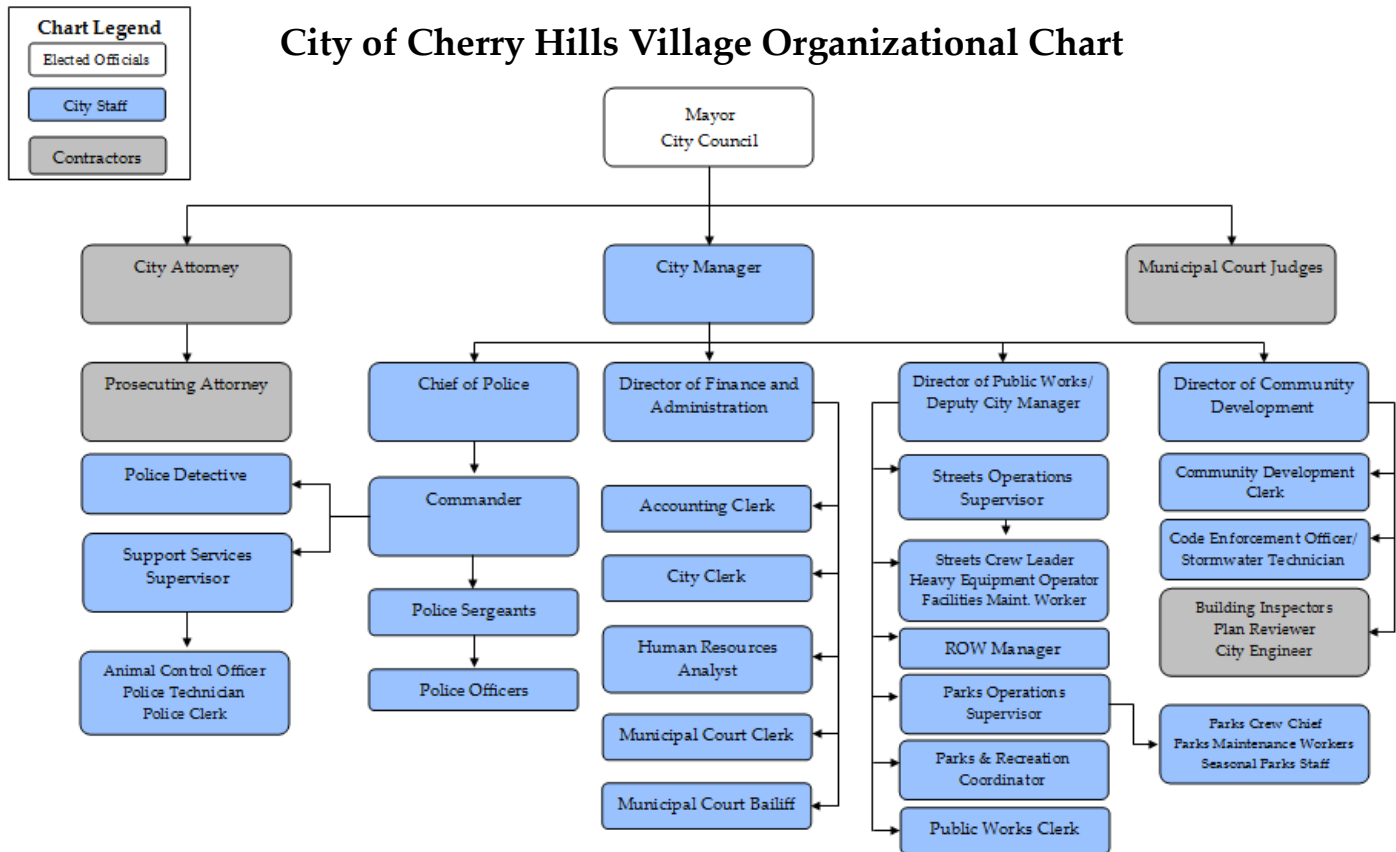 Chart Legend
Elected Officials
City Staff
Contractors
City of Cherry Hills Village Organizational Chart
Mayor
City Council
City Attorney
City Manager
Municipal Court Judges
Prosecuting Attorney
Chief of Police
Director of Finance and
Administration
Director of Public Works/
Deputy City Manager
Director of Community
Development
Police Detective
Support Services
Supervisor
Animal Control Officer
Police Technician
Police Clerk
Commander
Police Sergeants
Police Officers
Accounting Clerk
City Clerk
Human Resources
Analyst
Municipal Court Clerk
Municipal Court Bailiff
Streets Operations
Supervisor
Streets Crew Leader
Heavy Equipment Operator
Facilities Maint. Worker
ROW Manager
Parks Operations
Supervisor
Parks & Recreation
Coordinator
Public Works Clerk
Community Development
Clerk
Code Enforcement Officer/
Stormwater Technician
Building Inspectors
Plan Reviewer
City Engineer
Parks Crew Chief
Parks Maintenance Workers
Seasonal Parks Staff